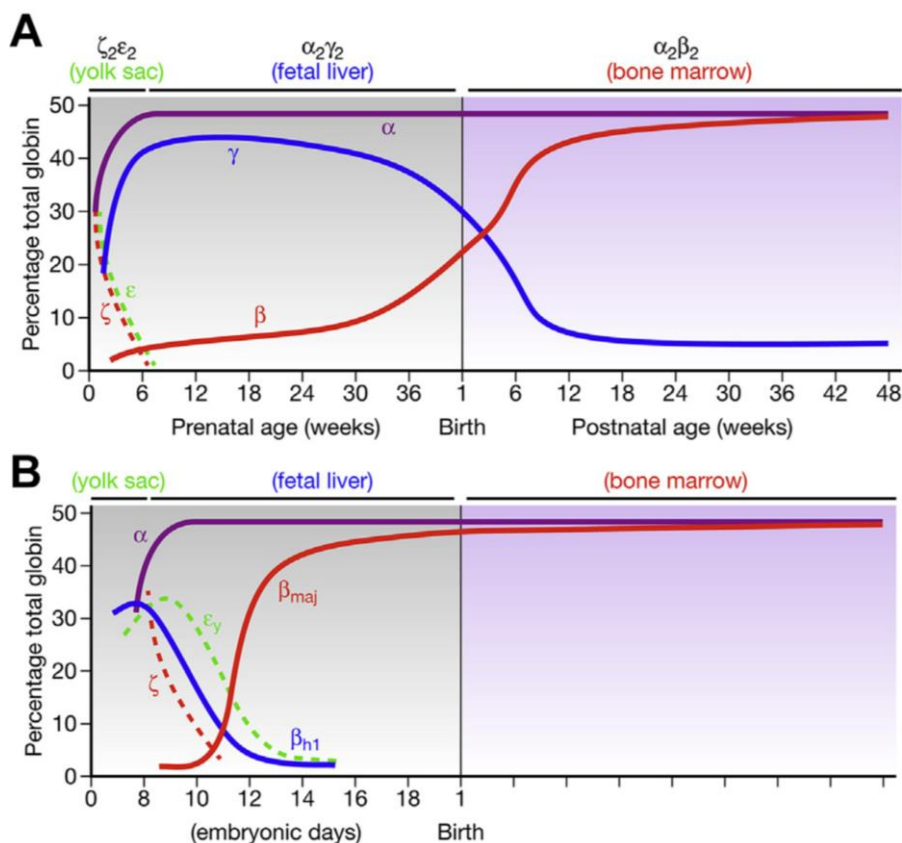 A
ζ2ε2 α2γ2 α2β2
(yolk sac) (fetal liver) (bone marrow)
50
40
30
20
10
0
Percentage total globin
α
γ
ε
ζ
β
0 6 12 18 24 30 36 1 6 12 18 24 30 36 42 48
Prenatal age (weeks) Birth Postnatal age (weeks)
B
(yolk sac) (fetal liver) (bone marrow)
50
40
30
20
10
0
Percentage total globin
α
βmaj
εy
ζ
βh1
0 8 10 12 14 16 18 1
(embryonic days) Birth